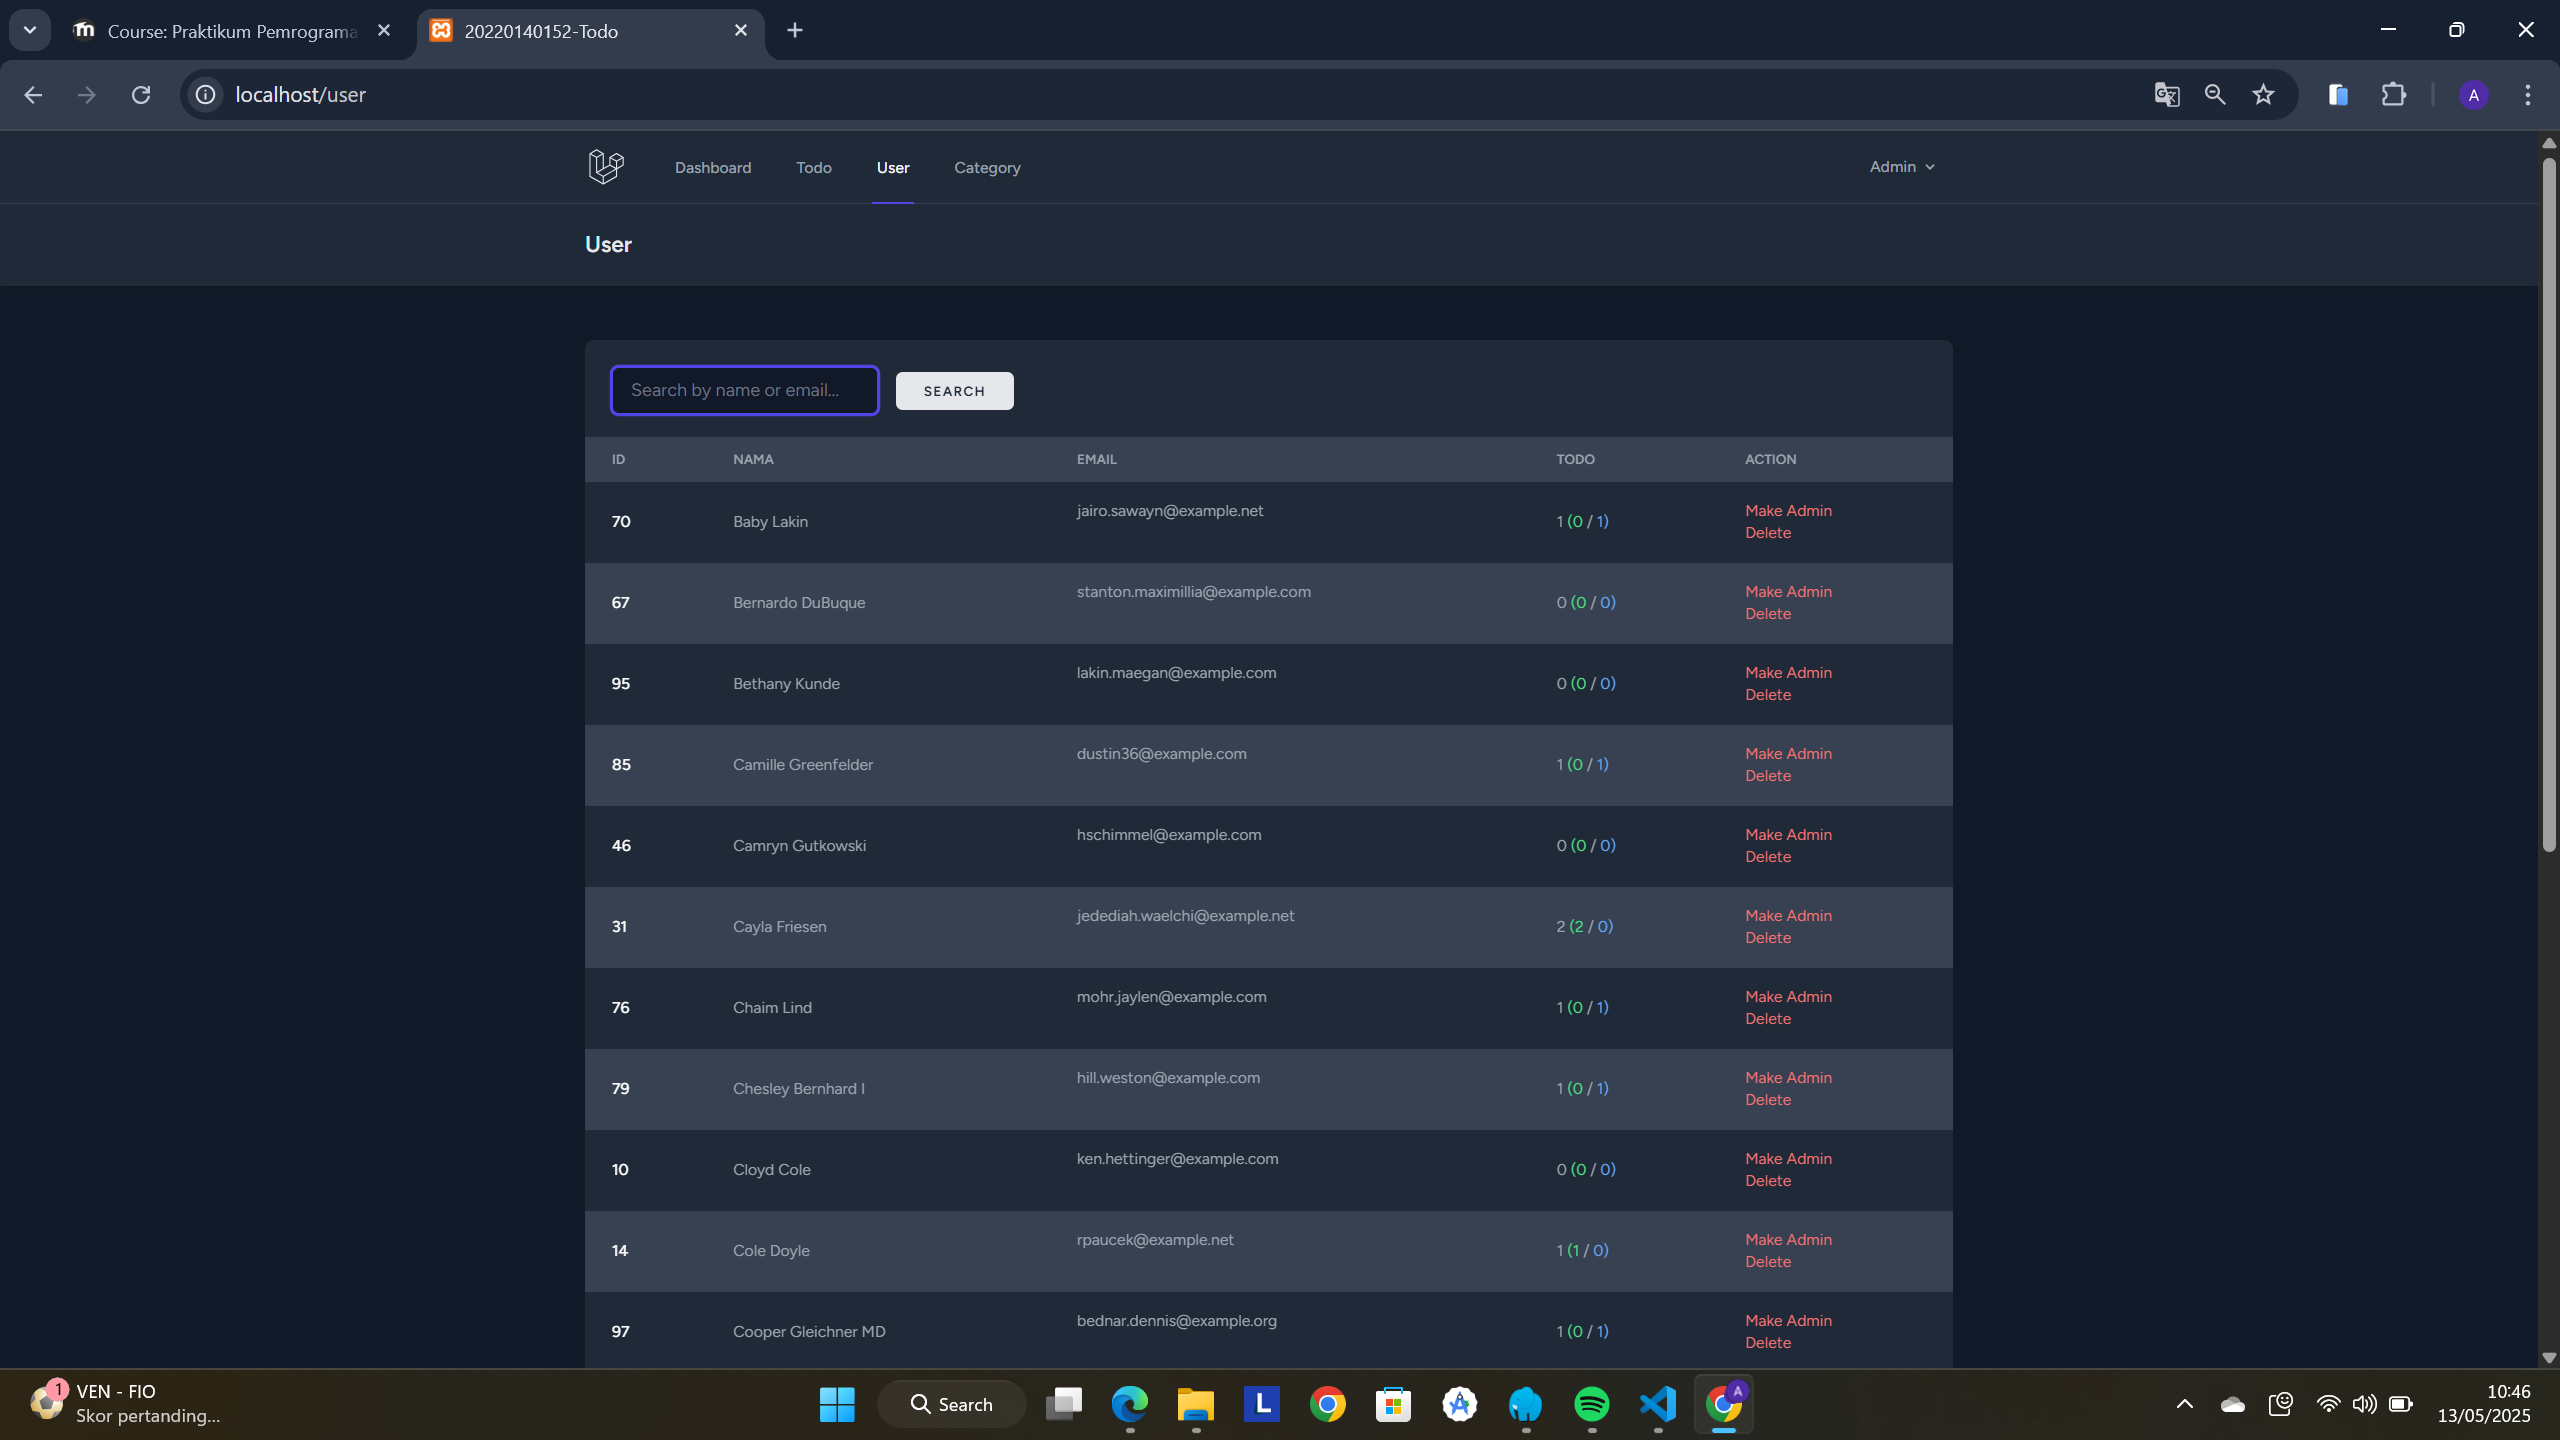 Course: Praktikum Pemrograma
20220140152-Todo
localhost/user
A
Dashboard Todo User Category Admin
User
Search by name or email... SEARCH
ID NAMA EMAIL TODO ACTION
70 Baby Lakin jairo.sawayn@example.net 1 (0 / 1) Make Admin
Delete
67 Bernardo DuBuque stanton.maximillia@example.com 0 (0 / 0) Make Admin
Delete
95 Bethany Kunde lakin.maegan@example.com 0 (0 / 0) Make Admin
Delete
85 Camille Greenfelder dustin36@example.com 1 (0 / 1) Make Admin
Delete
46 Camryn Gutkowski hschimmel@example.com 0 (0 / 0) Make Admin
Delete
31 Cayla Friesen jedediah.waelchi@example.net 2 (2 / 0) Make Admin
Delete
76 Chaim Lind mohr.jaylen@example.com 1 (0 / 1) Make Admin
Delete
79 Chesley Bernhard I hill.weston@example.com 1 (0 / 1) Make Admin
Delete
10 Cloyd Cole ken.hettinger@example.com 0 (0 / 0) Make Admin
Delete
14 Cole Doyle rpaucek@example.net 1 (1 / 0) Make Admin
Delete
97 Cooper Gleichner MD bednar.dennis@example.org 1 (0 / 1) Make Admin
Delete
1 VEN - FIO
Skor pertanding...
Search
L
A
10:46
13/05/2025